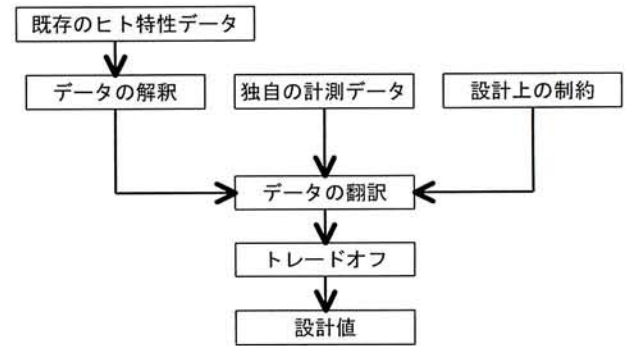 既存のヒト特性データ
データの解釈
独自の計測データ
設計上の制約
データの翻訳
トレードオフ
設計値